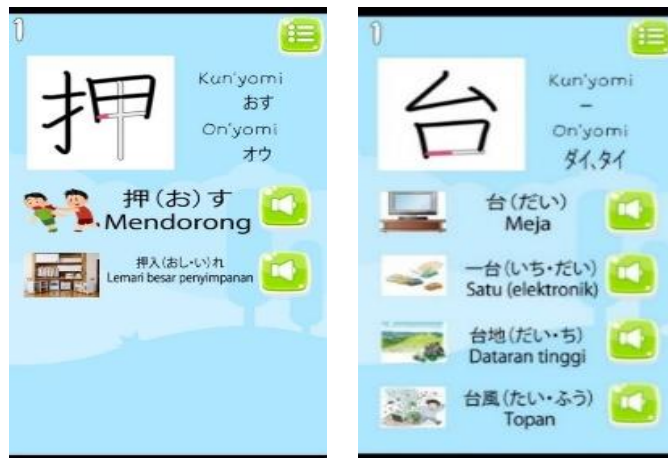 1
押
Kun'yomi
おす
On'yomi
オウ
押(お)す
Mendorong
押入(おし・い)れ
Lemari besar penyimpanan
1
台
Kun'yomi
–
On'yomi
ダイ、タイ
台(だい)
Meja
一台(いち・だい)
Satu (elektronik)
台地(だい・ち)
Dataran tinggi
台風(たい・ふう)
Topan